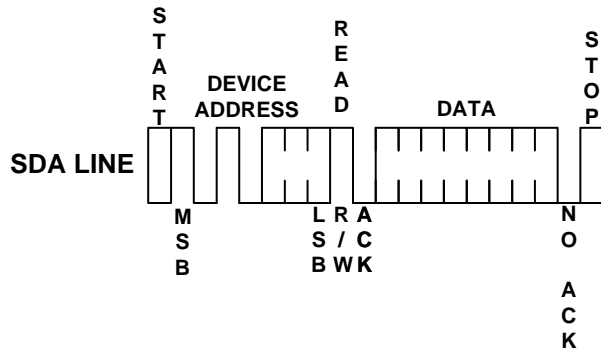 START
DEVICE
ADDRESS
READ
DATA
STOP
SDA LINE
MSB
LSB
R/W
ACK
NO ACK